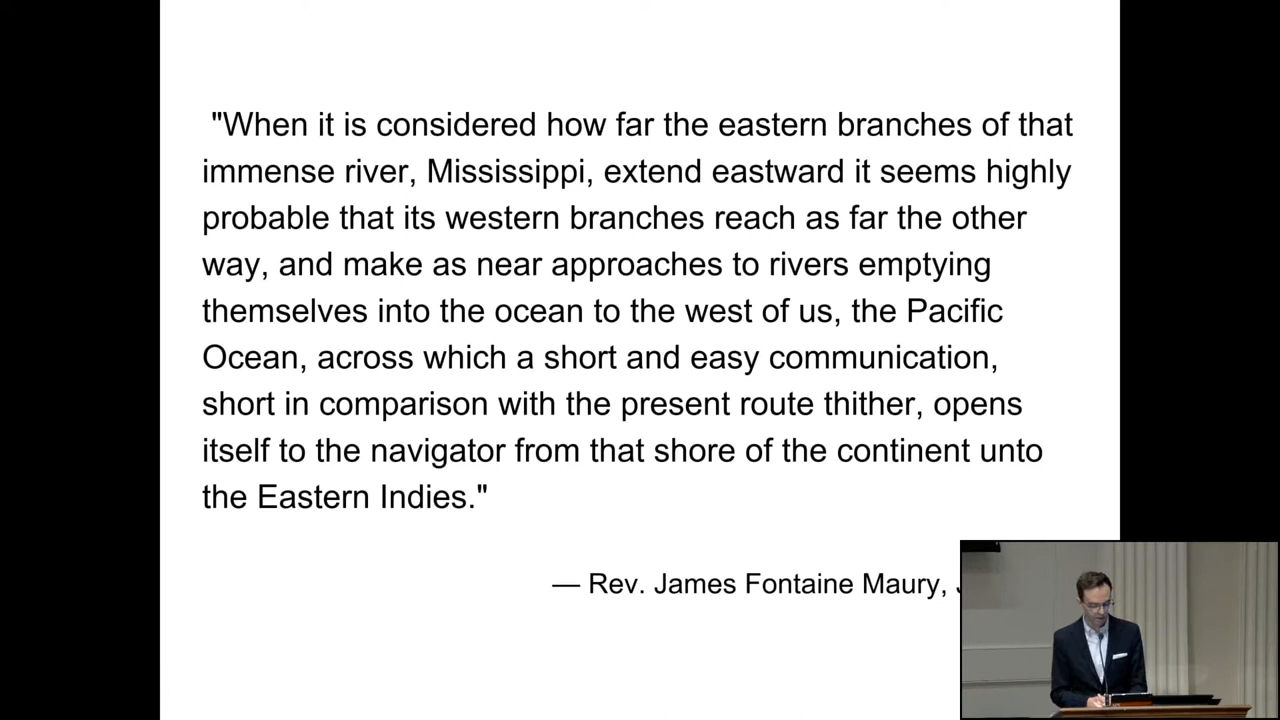 "When it is considered how far the eastern branches of that
immense river, Mississippi, extend eastward it seems highly
probable that its western branches reach as far the other
way, and make as near approaches to rivers emptying
themselves into the ocean to the west of us, the Pacific
Ocean, across which a short and easy communication,
short in comparison with the present route thither, opens
itself to the navigator from that shore of the continent unto
the Eastern Indies."
— Rev. James Fontaine Maury,